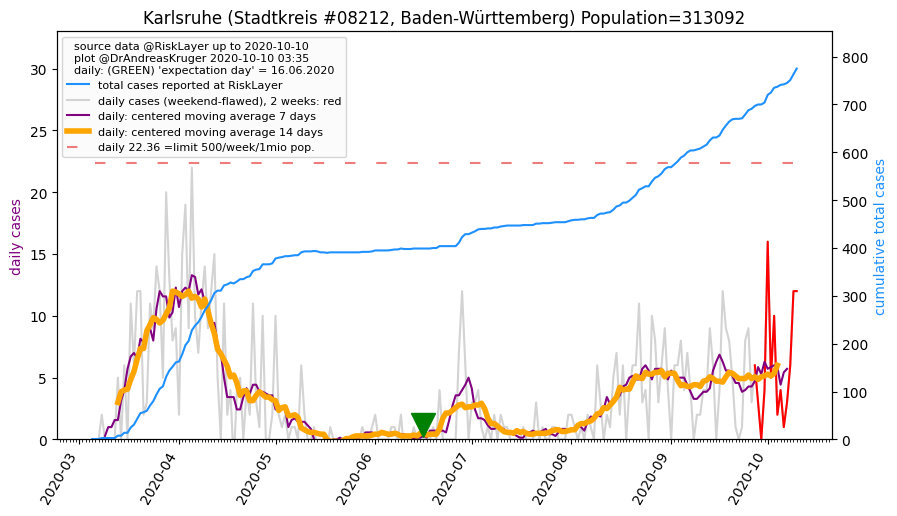 Karlsruhe (Stadtkreis #08212, Baden-Württemberg) Population=313092
source data @RiskLayer up to 2020-10-10
plot @DrAndreasKruger 2020-10-10 03:35
daily: (GREEN) 'expectation day' = 16.06.2020
total cases reported at RiskLayer
daily cases (weekend-flawed), 2 weeks: red
daily: centered moving average 7 days
daily: centered moving average 14 days
daily 22.36 =limit 500/week/1mio pop.
daily cases
30
25
20
15
10
5
0
800
700
600
500
400
300
200
100
0
cumulative total cases
2020-03
2020-04
2020-05
2020-06
2020-07
2020-08
2020-09
2020-10